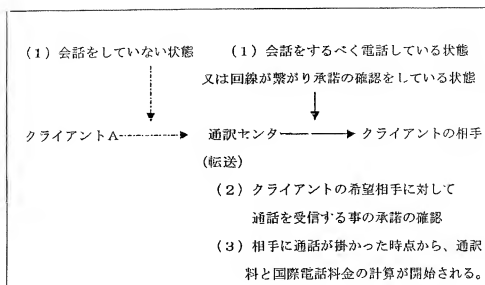 (1) 会話をしていない状態
(1) 会話をするべく電話している状態
又は回線が繋がり承諾の確認をしている状態
クライアントA 通訳センター クライアントの相手
(転送)
(2) クライアントの希望相手に対して
通話を受信する事の承諾の確認
(3) 相手に通話が掛かった時点から、通訳
料と国際電話料金の計算が開始される。